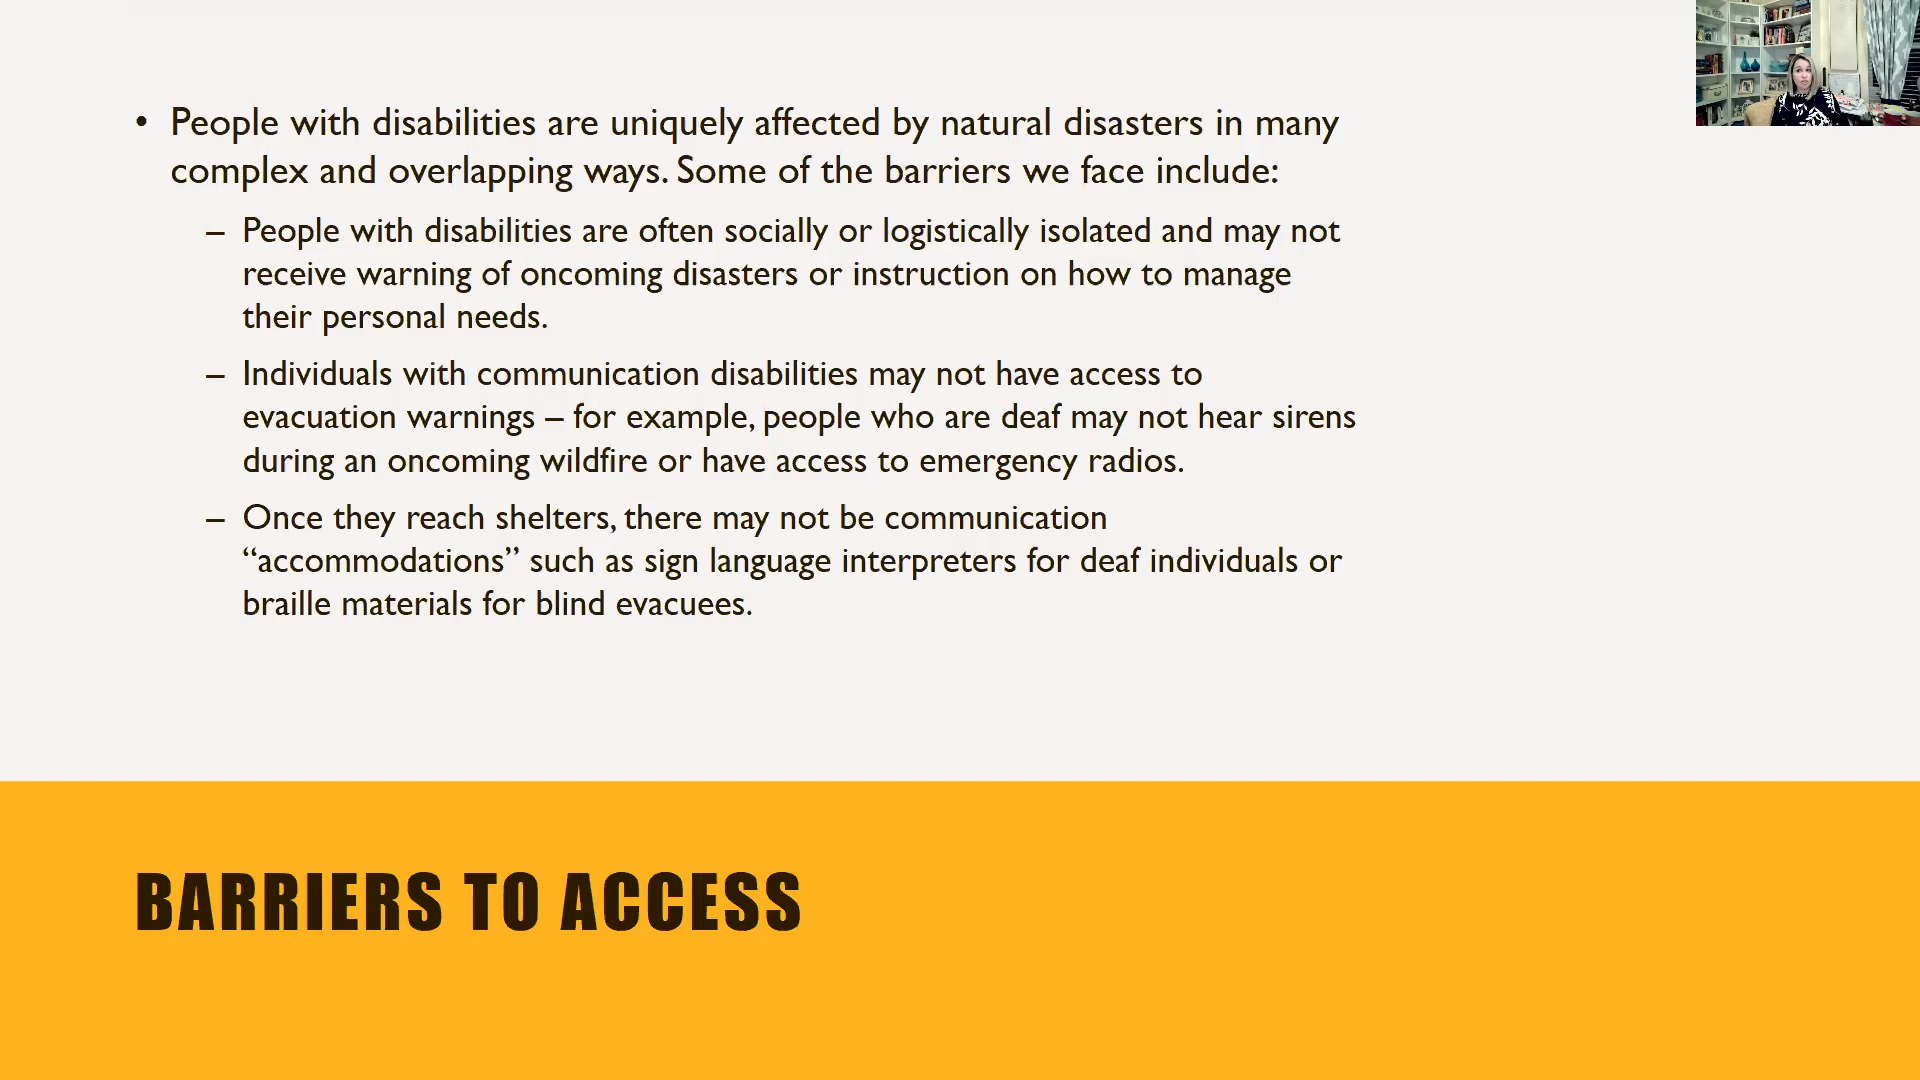 • People with disabilities are uniquely affected by natural disasters in many
complex and overlapping ways. Some of the barriers we face include:
– People with disabilities are often socially or logistically isolated and may not
receive warning of oncoming disasters or instruction on how to manage
their personal needs.
– Individuals with communication disabilities may not have access to
evacuation warnings – for example, people who are deaf may not hear sirens
during an oncoming wildfire or have access to emergency radios.
– Once they reach shelters, there may not be communication
“accommodations” such as sign language interpreters for deaf individuals or
braille materials for blind evacuees.
BARRIERS TO ACCESS